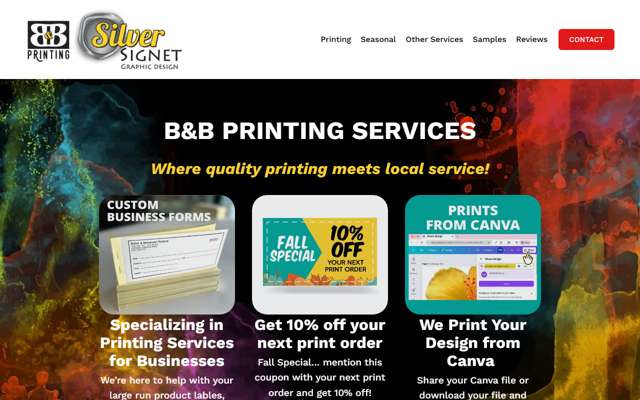 B&B
PRINTING
Silver
SIGNET
GRAPHIC DESIGN
Printing
Seasonal
Other Services
Samples
Reviews
CONTACT
B&B PRINTING SERVICES
Where quality printing meets local service!
CUSTOM
BUSINESS FORMS
FALL
SPECIAL
10%
OFF
YOUR NEXT
PRINT ORDER
PRINTS
FROM CANVA
Specializing in
Printing Services
for Businesses
We're here to help with your
large run product lables,
Get 10% off your
next print order
Fall Special... mention this
coupon with your next print
order and get 10% off!
We Print Your
Design from
Canva
Share your Canva file or
download your file and